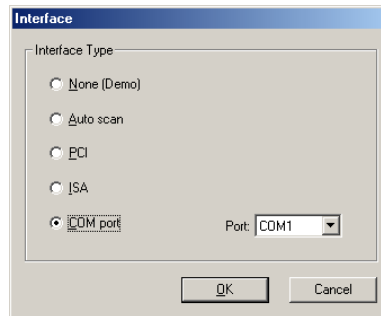 Interface
Interface Type
None (Demo)
Auto scan
PCI
ISA
COM port Port: COM1
OK Cancel